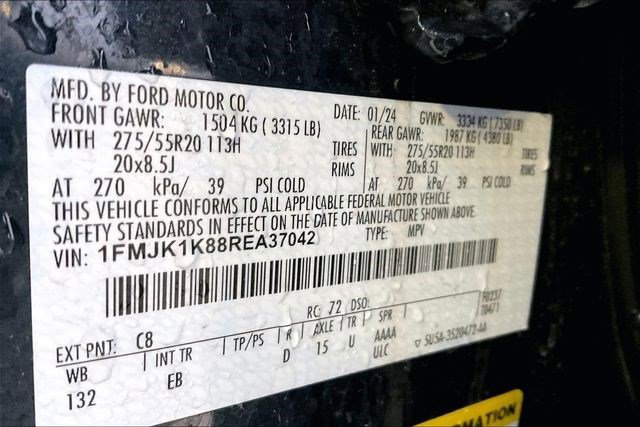 MFD. BY FORD MOTOR CO.
DATE: 01/24 GVWR: 3334 KG (7350 LB)
FRONT GAWR: 1504 KG (3315 LB)
REAR GAWR: 1987 KG (4380 LB)
WITH 275/55R20 113H TIRES
WITH: 275/55R20 113H TIRES
20x8.5J RIMS
20x8.5J RIMS
AT 270 kPa/ 39 PSI COLD
AT 270 kPa/ 39 PSI COLD
THIS VEHICLE CONFORMS TO ALL APPLICABLE FEDERAL MOTOR VEHICLE
SAFETY STANDARDS IN EFFECT ON THE DATE OF MANUFACTURE SHOWN ABOVE.
VIN: 1FMJK1K88REA37042 TYPE: MPV
F0237
T0471
RC: 72 DSO:
EXT PNT: C8
WB INT TR TP/PS R AXLE TR SPR
132 EB D 15 U AAAA
ULC
5U5A-3520472-AA